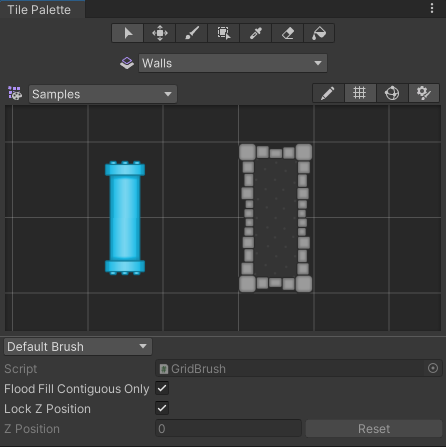 Tile Palette
Walls
Samples
Default Brush
Script GridBrush
Flood Fill Contiguous Only
Lock Z Position
Z Position 0 Reset